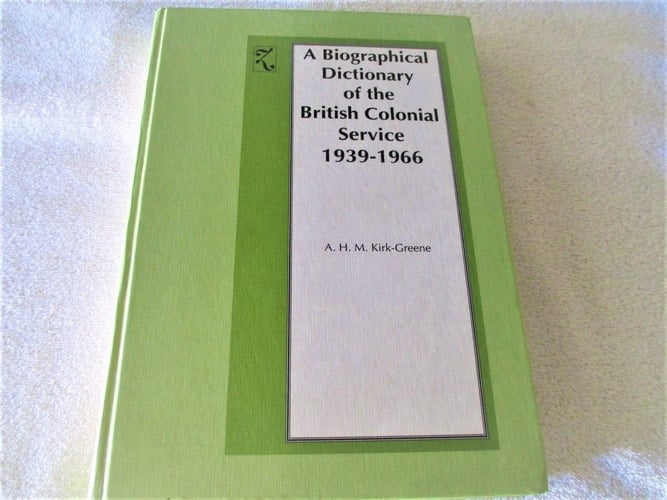 A Biographical
Dictionary
of the
British Colonial
Service
1939-1966
A. H. M. Kirk-Greene